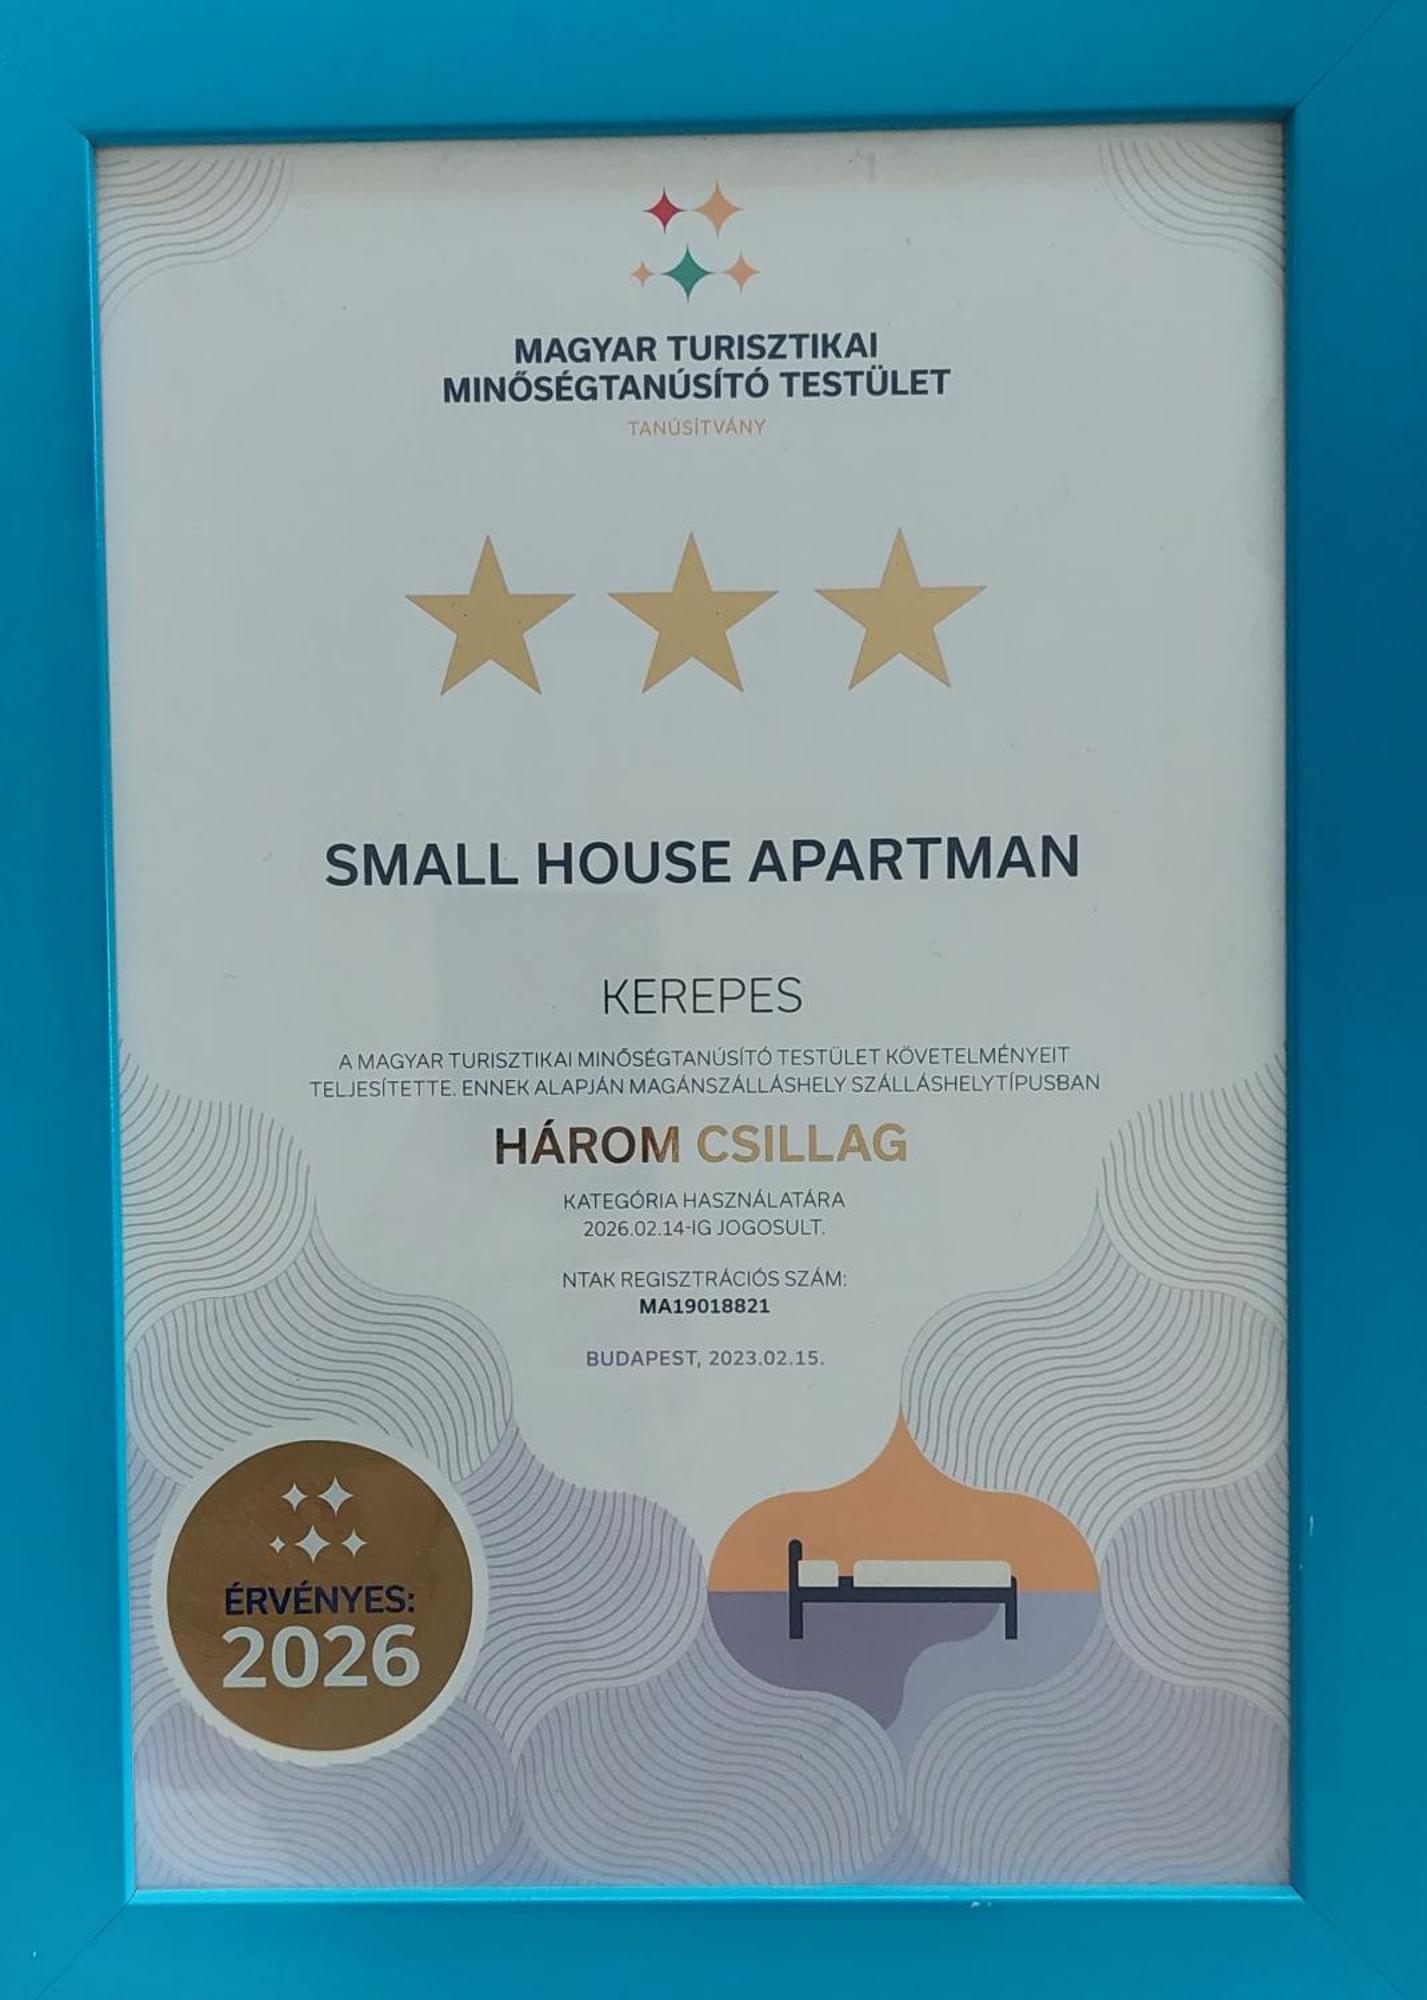 MAGYAR TURISZTIKAI
MINŐSÉGTANÚSÍTÓ TESTÜLET
TANÚSÍTVÁNY
SMALL HOUSE APARTMAN
KEREPES
A MAGYAR TURISZTIKAI MINŐSÉGTANÚSÍTÓ TESTÜLET KÖVETELMÉNYEIT
TELJESÍTETTE. ENNEK ALAPJÁN MAGÁNSZÁLLÁSHELY SZÁLLÁSHELYTÍPUSBAN
HÁROM CSILLAG
KATEGÓRIA HASZNÁLATÁRA
2026.02.14-IG JOGOSULT.
NTAK REGISZTRÁCIÓS SZÁM:
MA19018821
BUDAPEST, 2023.02.15.
ÉRVÉNYES:
2026